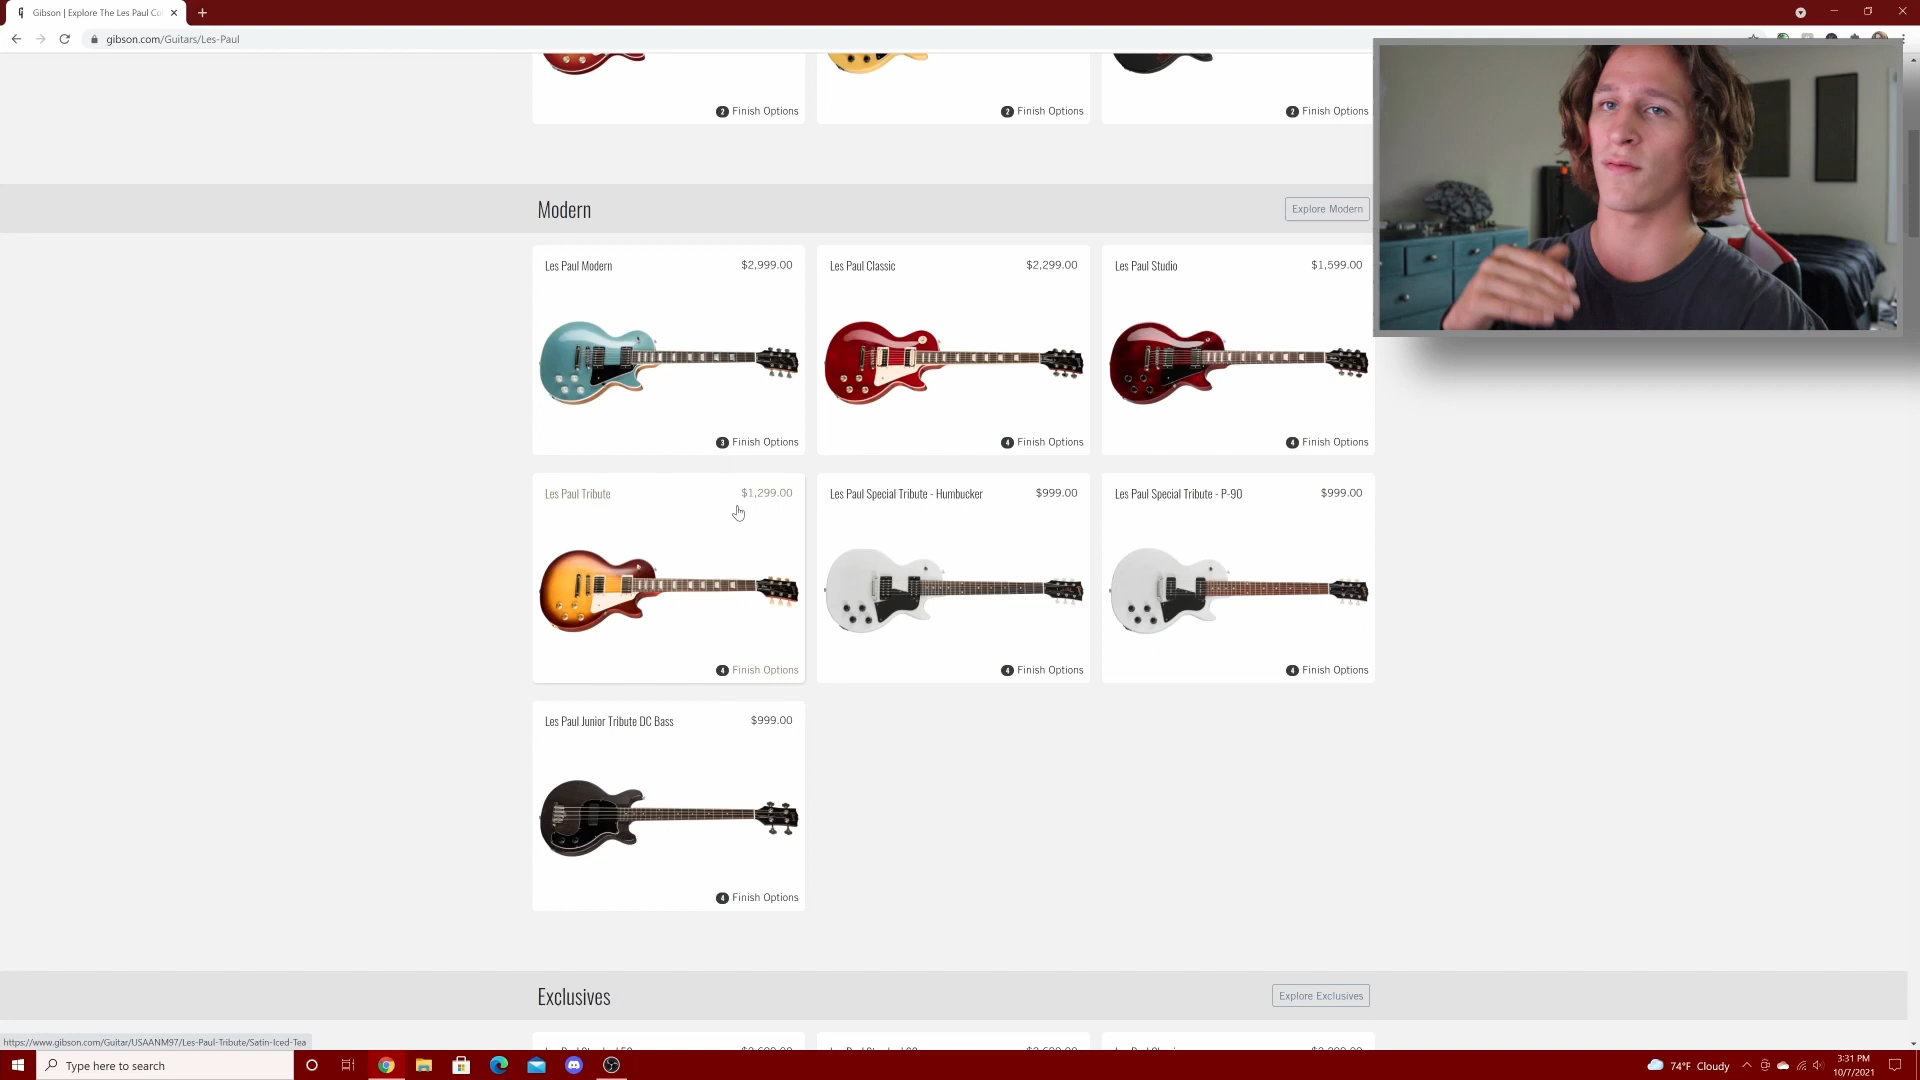 Gibson | Explore The Les Paul Co
gibson.com/Guitars/Les-Paul
2 Finish Options
2 Finish Options
2 Finish Options
Modern
Explore Modern
Les Paul Modern $2,999.00
Les Paul Classic $2,299.00
Les Paul Studio $1,599.00
3 Finish Options
4 Finish Options
4 Finish Options
Les Paul Tribute $1,299.00
Les Paul Special Tribute - Humbucker $999.00
Les Paul Special Tribute - P-90 $999.00
4 Finish Options
4 Finish Options
4 Finish Options
Les Paul Junior Tribute DC Bass $999.00
4 Finish Options
Exclusives
Explore Exclusives
https://www.gibson.com/Guitar/USAANM97/Les-Paul-Tribute/Satin-Iced-Tea
Type here to search
74°F Cloudy
3:31 PM
10/7/2021